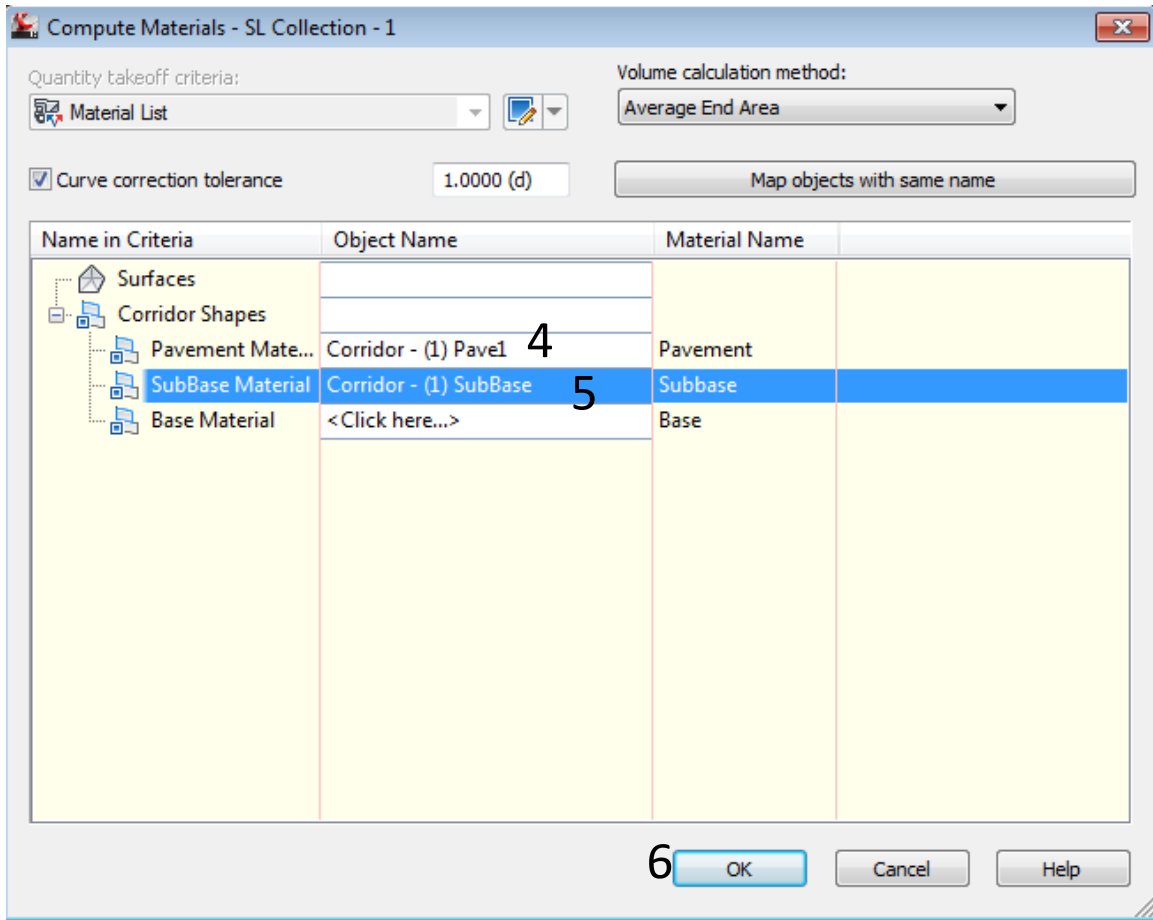 Compute Materials - SL Collection - 1
Quantity takeoff criteria:
Volume calculation method:
Material List
Average End Area
Curve correction tolerance
1.0000 (d)
Map objects with same name
Name in Criteria Object Name Material Name
Surfaces
Corridor Shapes
Pavement Mate... Corridor - (1) Pave1 4 Pavement
SubBase Material Corridor - (1) SubBase 5 Subbase
Base Material <Click here...> Base
6 OK Cancel Help